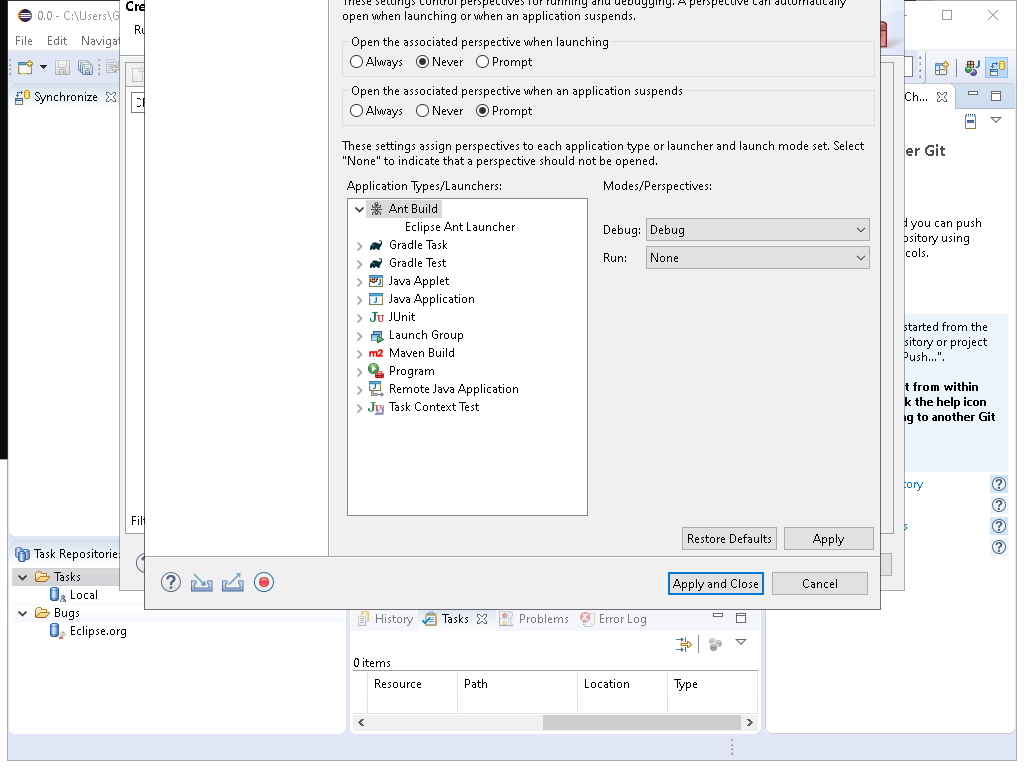 0.0 - C:\Users\G
File Edit Naviga
Cre
Ru
These settings control perspectives for running and debugging. A perspective can automatically
open when launching or when an application suspends.
Open the associated perspective when launching
Always Never Prompt
Open the associated perspective when an application suspends
Always Never Prompt
These settings assign perspectives to each application type or launcher and launch mode set. Select
"None" to indicate that a perspective should not be opened.
Application Types/Launchers:
Modes/Perspectives:
Ant Build
Eclipse Ant Launcher
Gradle Task
Gradle Test
Java Applet
Java Application
JUnit
Launch Group
Maven Build
Program
Remote Java Application
Task Context Test
Debug: Debug
Run: None
Restore Defaults
Apply
Apply and Close
Cancel
Synchronize
Filt
Ch...
er Git
d you can push
ository using
cols.
started from the
sitory or project
Push...".
t from within
k the help icon
ng to another Git
ory
s
Task Repositorie
Tasks
Local
Bugs
Eclipse.org
History Tasks Problems Error Log
0 items
Resource Path Location Type